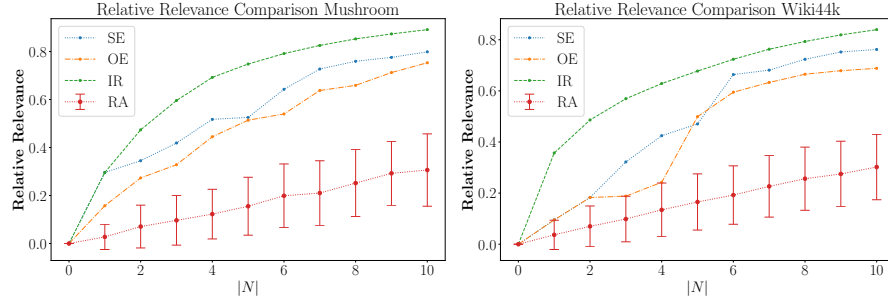 Relative Relevance Comparison Mushroom
Relative Relevance
0.8
0.6
0.4
0.2
0.0
SE
OE
IR
RA
0 2 4 6 8 10
|N|
Relative Relevance Comparison Wiki44k
Relative Relevance
0.8
0.6
0.4
0.2
0.0
SE
OE
IR
RA
0 2 4 6 8 10
|N|